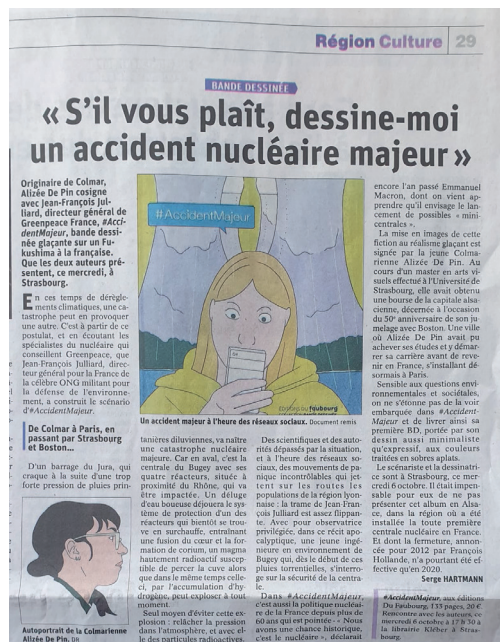 Région Culture | 29
BANDE DESSINÉE
« S’il vous plaît, dessine-moi
un accident nucléaire majeur »
Originaire de Colmar,
Alizée De Pin cosigne
avec Jean-François Jul-
liard, directeur général de
Greenpeace France, #Acci-
dentMajeur, bande dessi-
née glaçante sur un Fu-
kushima à la française.
Que les deux auteurs pré-
sentent, ce mercredi, à
Strasbourg.
En ces temps de dérègle-
ments climatiques, une ca-
tastrophe peut en provoquer
une autre. C’est à partir de ce
postulat, et en écoutant les
spécialistes du nucléaire qui
conseillent Greenpeace, que
Jean-François Julliard, direc-
teur général pour la France de
la célèbre ONG militant pour
la défense de l’environne-
ment, a construit le scénario
d’#AccidentMajeur.
De Colmar à Paris, en
passant par Strasbourg
et Boston...
D’un barrage du Jura, qui
craque à la suite d’une trop
forte pression de pluies prin-
Autoportrait de la Colmarienne
Alizée De Pin. DR
#AccidentMajeur
éditions du faubourg
Un accident majeur à l’heure des réseaux sociaux. Document remis
tanières diluviennes, va naître
une catastrophe nucléaire
majeure. Car en aval, c’est la
centrale du Bugey avec ses
quatre réacteurs, située à
proximité du Rhône, qui va
être impactée. Un déluge
d’eau boueuse déjouera le sys-
tème de protection d’un des
réacteurs qui bientôt se trouve
en surchauffe, entraînant
une fusion du cœur et la for-
mation de corium, un magma
hautement radioactif suscep-
tible de percer la cuve alors
que dans le même temps celle-
ci, par l’accumulation d’hy-
drogène, peut exploser à tout
moment.
Seul moyen d’éviter cette ex-
plosion : relâcher la pression
dans l’atmosphère, et avec el-
le des particules radioactives.
Des scientifiques et des auto-
rités dépassés par la situation,
et à l’heure des réseaux so-
ciaux, des mouvements de pa-
nique incontrôlables qui jet-
tent sur les routes les
populations de la région lyon-
naise : la trame de Jean-Fran-
çois Julliard est assez flippan-
te. Avec pour observatrice
privilégiée, dans ce récit apo-
calyptique, une jeune ingé-
nieure en environnement de
Bugey qui, dès le début de ces
pluies torrentielles, s’interro-
ge sur la sécurité de la centra-
le.
Dans #AccidentMajeur,
c’est aussi la politique nucléai-
re de la France depuis plus de
60 ans qui est pointée - « Nous
avons une chance historique,
c’est le nucléaire », déclarait
encore l’an passé Emmanuel
Macron, dont on vient ap-
prendre qu’il envisage le lan-
cement de possibles « mini-
centrales ».
La mise en images de cette
fiction au réalisme glaçant est
signée par la jeune Colma-
rienne Alizée De Pin. Au
cours d’un master en arts vi-
suels effectué à l’Université de
Strasbourg, elle avait obtenu
une bourse de la capitale alsa-
cienne, décernée à l’occasion
du 50e anniversaire de son ju-
melage avec Boston. Une ville
où Alizée De Pin avait pu
achever ses études et y démar-
rer sa carrière avant de reve-
nir en France, s’installant dé-
sormais à Paris.
Sensible aux questions envi-
ronnementales et sociétales,
on ne s’étonne pas de la voir
embarquée dans #Accident-
Majeur et de livrer ainsi sa
première BD, portée par son
dessin aussi minimaliste
qu’expressif, aux couleurs
traitées en sobres aplats.
Le scénariste et la dessinatri-
ce sont à Strasbourg, ce mer-
credi 6 octobre. Il était impen-
sable pour eux de ne pas
présenter cet album en Alsa-
ce, dans la région où a été
installée la toute première
centrale nucléaire en France.
Et dont la fermeture, annon-
cée pour 2012 par François
Hollande, n’a pourtant été ef-
fective qu’en 2020.
Serge HARTMANN
#AccidentMajeur, aux éditions
Du Faubourg, 133 pages, 20 €.
Rencontre avec les auteurs, ce
mercredi 6 octobre à 17 h 30 à
la librairie Kléber à Stras-
bourg.